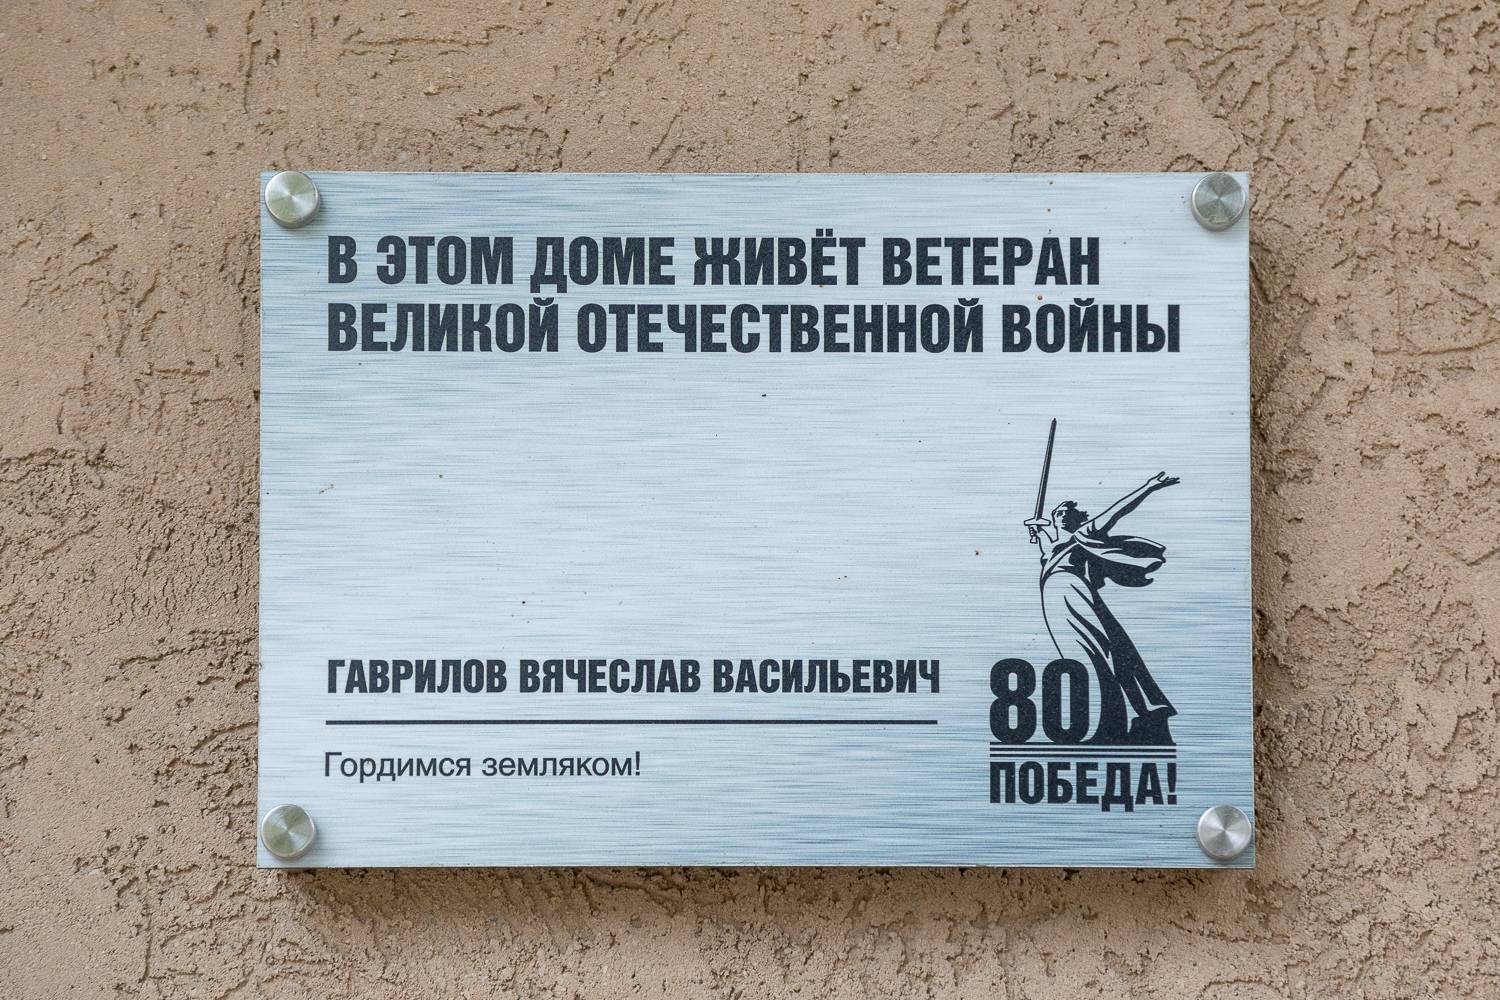 В ЭТОМ ДОМЕ ЖИВЁТ ВЕТЕРАН
ВЕЛИКОЙ ОТЕЧЕСТВЕННОЙ ВОЙНЫ
ГАВРИЛОВ ВЯЧЕСЛАВ ВАСИЛЬЕВИЧ
Гордимся земляком!
80
ПОБЕДА!